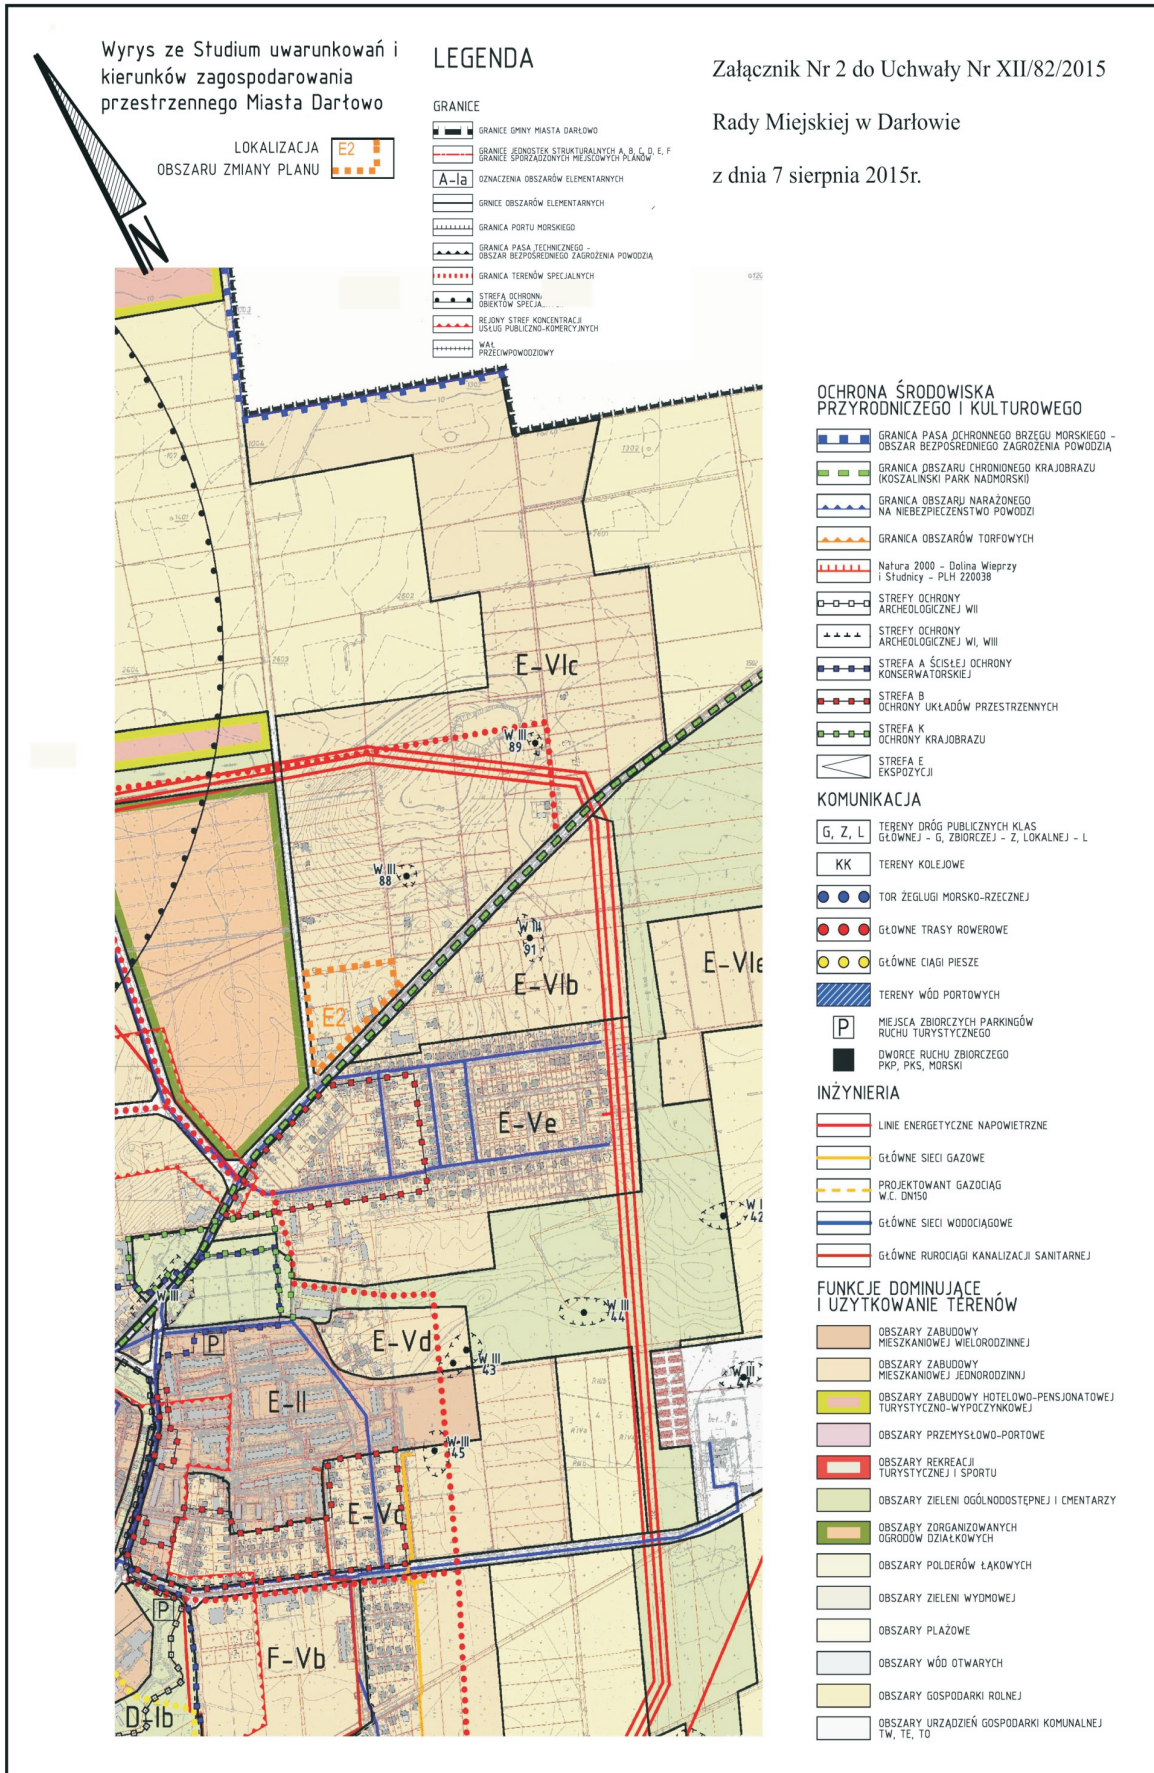 Wyrys ze Studium uwarunkowań i
kierunków zagospodarowania
przestrzennego Miasta Darłowo
LOKALIZACJA
OBSZARU ZMIANY PLANU
E2
LEGENDA
GRANICE
GRANICE GMINY MIASTA DARŁOWO
GRANICE JEDNOSTEK STRUKTURALNYCH A, B, C, D, E, F
GRANICE SPORZĄDZONYCH MIEJSCOWYCH PLANÓW
A-Ia
OZNACZENIA OBSZARÓW ELEMENTARNYCH
GRNICE OBSZARÓW ELEMENTARNYCH
GRANICA PORTU MORSKIEGO
GRANICA PASA TECHNICZNEGO -
OBSZAR BEZPOŚREDNIEGO ZAGROŻENIA POWODZIĄ
GRANICA TERENÓW SPECJALNYCH
STREFA OCHRONN
OBIEKTÓW SPECJA
REJONY STREF KONCENTRACJI
USŁUG PUBLICZNO-KOMERCYJNYCH
WAŁ
PRZECIWPOWODZIOWY
Załącznik Nr 2 do Uchwały Nr XII/82/2015
Rady Miejskiej w Darłowie
z dnia 7 sierpnia 2015r.
N
OCHRONA ŚRODOWISKA
PRZYRODNICZEGO I KULTUROWEGO
GRANICA PASA OCHRONNEGO BRZEGU MORSKIEGO -
OBSZAR BEZPOŚREDNIEGO ZAGROŻENIA POWODZIĄ
GRANICA OBSZARU CHRONIONEGO KRAJOBRAZU
(KOSZALIŃSKI PARK NADMORSKI)
GRANICA OBSZARU NARAŻONEGO
NA NIEBEZPIECZEŃSTWO POWODZI
GRANICA OBSZARÓW TORFOWYCH
Natura 2000 - Dolina Wieprzy
i Studnicy - PLH 220038
STREFY OCHRONY
ARCHEOLOGICZNEJ WII
STREFY OCHRONY
ARCHEOLOGICZNEJ WI, WIII
STREFA A ŚCISŁEJ OCHRONY
KONSERWATORSKIEJ
STREFA B
OCHRONY UKŁADÓW PRZESTRZENNYCH
STREFA K
OCHRONY KRAJOBRAZU
STREFA E
EKSPOZYCJI
KOMUNIKACJA
G, Z, L
TERENY DRÓG PUBLICZNYCH KLAS
GŁÓWNEJ - G, ZBIORCZEJ - Z, LOKALNEJ - L
KK
TERENY KOLEJOWE
TOR ŻEGLUGI MORSKO-RZECZNEJ
GŁOWNE TRASY ROWEROWE
GŁÓWNE CIĄGI PIESZE
TERENY WÓD PORTOWYCH
P
MIEJSCA ZBIORCZYCH PARKINGÓW
RUCHU TURYSTYCZNEGO
DWORCE RUCHU ZBIORCZEGO
PKP, PKS, MORSKI
INŻYNIERIA
LINIE ENERGETYCZNE NAPOWIETRZNE
GŁÓWNE SIECI GAZOWE
PROJEKTOWANT GAZOCIĄG
W.C. DN150
GŁÓWNE SIECI WODOCIĄGOWE
GŁÓWNE RUROCIĄGI KANALIZACJI SANITARNEJ
FUNKCJE DOMINUJĄCE
I UŻYTKOWANIE TERENÓW
OBSZARY ZABUDOWY
MIESZKANIOWEJ WIELORODZINNEJ
OBSZARY ZABUDOWY
MIESZKANIOWEJ JEDNORODZINNJ
OBSZARY ZABUDOWY HOTELOWO-PENSJONATOWEJ
TURYSTYCZNO-WYPOCZYNKOWEJ
OBSZARY PRZEMYSŁOWO-PORTOWE
OBSZARY REKREACJI
TURYSTYCZNEJ I SPORTU
OBSZARY ZIELENI OGÓLNODOSTĘPNEJ I CMENTARZY
OBSZARY ZORGANIZOWANYCH
OGRODÓW DZIAŁKOWYCH
OBSZARY POLDERÓW ŁĄKOWYCH
OBSZARY ZIELENI WYDMOWEJ
OBSZARY PLAŻOWE
OBSZARY WÓD OTWARYCH
OBSZARY GOSPODARKI ROLNEJ
OBSZARY URZĄDZIEŃ GOSPODARKI KOMUNALNEJ
TW, TE, TO
E-VIc
W III
89
W III
88
W III
91
E-VIb
E-VIe
E2
E-Ve
W III
W III
44
E-Vd
W III
43
P
E-II
W III
45
E-Vc
P
F-Vb
D-Ib